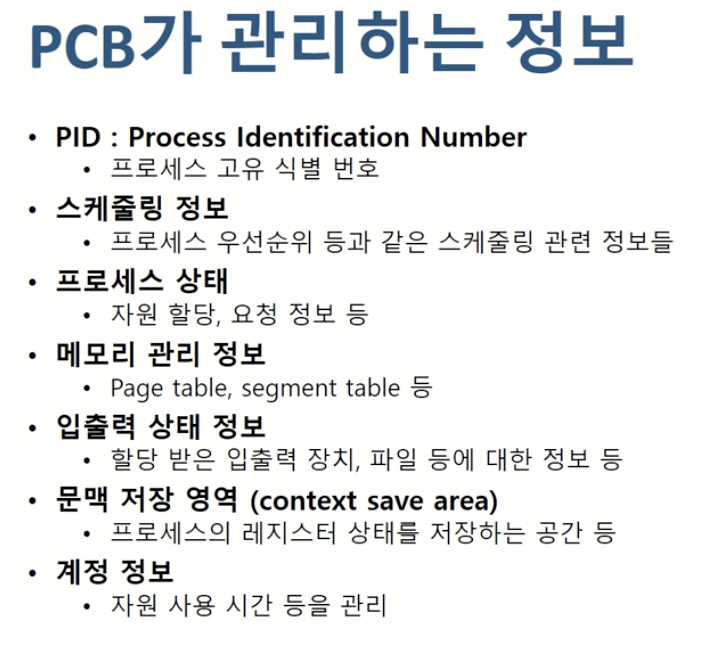 PCB가 관리하는 정보
• PID : Process Identification Number
• 프로세스 고유 식별 번호
• 스케줄링 정보
• 프로세스 우선순위 등과 같은 스케줄링 관련 정보들
• 프로세스 상태
• 자원 할당, 요청 정보 등
• 메모리 관리 정보
• Page table, segment table 등
• 입출력 상태 정보
• 할당 받은 입출력 장치, 파일 등에 대한 정보 등
• 문맥 저장 영역 (context save area)
• 프로세스의 레지스터 상태를 저장하는 공간 등
• 계정 정보
• 자원 사용 시간 등을 관리